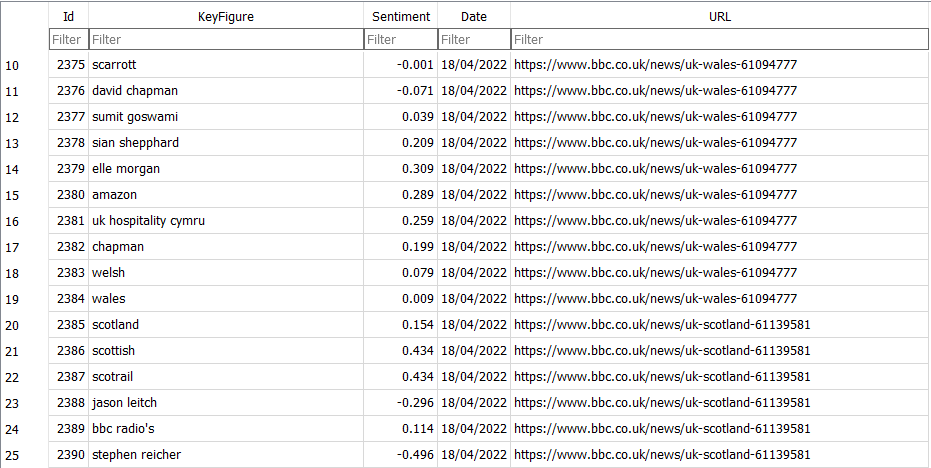 Id KeyFigure Sentiment Date URL
Filter Filter Filter Filter Filter
10 2375 scarrott -0.001 18/04/2022 https://www.bbc.co.uk/news/uk-wales-61094777
11 2376 david chapman -0.071 18/04/2022 https://www.bbc.co.uk/news/uk-wales-61094777
12 2377 sumit goswami 0.039 18/04/2022 https://www.bbc.co.uk/news/uk-wales-61094777
13 2378 sian shepphard 0.209 18/04/2022 https://www.bbc.co.uk/news/uk-wales-61094777
14 2379 elle morgan 0.309 18/04/2022 https://www.bbc.co.uk/news/uk-wales-61094777
15 2380 amazon 0.289 18/04/2022 https://www.bbc.co.uk/news/uk-wales-61094777
16 2381 uk hospitality cymru 0.259 18/04/2022 https://www.bbc.co.uk/news/uk-wales-61094777
17 2382 chapman 0.199 18/04/2022 https://www.bbc.co.uk/news/uk-wales-61094777
18 2383 welsh 0.079 18/04/2022 https://www.bbc.co.uk/news/uk-wales-61094777
19 2384 wales 0.009 18/04/2022 https://www.bbc.co.uk/news/uk-wales-61094777
20 2385 scotland 0.154 18/04/2022 https://www.bbc.co.uk/news/uk-scotland-61139581
21 2386 scottish 0.434 18/04/2022 https://www.bbc.co.uk/news/uk-scotland-61139581
22 2387 scotrail 0.434 18/04/2022 https://www.bbc.co.uk/news/uk-scotland-61139581
23 2388 jason leitch -0.296 18/04/2022 https://www.bbc.co.uk/news/uk-scotland-61139581
24 2389 bbc radio's 0.114 18/04/2022 https://www.bbc.co.uk/news/uk-scotland-61139581
25 2390 stephen reicher -0.496 18/04/2022 https://www.bbc.co.uk/news/uk-scotland-61139581